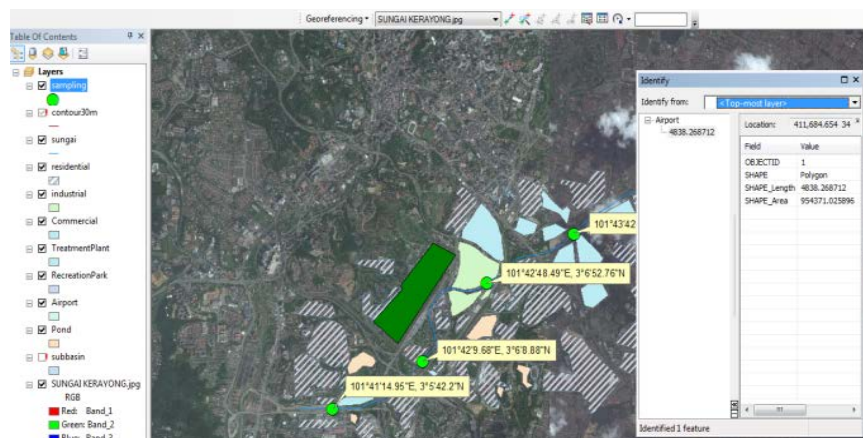 Georeferencing
SUNGAI KERAYONG.jpg
Table Of Contents
Layers
sampling
contour30m
sungai
residential
industrial
Commercial
TreatmentPlant
RecreationPark
Airport
Pond
subbasin
SUNGAI KERAYONG.jpg
RGB
Red: Band_1
Green: Band_2
Blue: Band_3
101°43'42
101°42'48.49"E, 3°6'52.76"N
101°42'9.68"E, 3°6'8.88"N
101°41'14.95"E, 3°5'42.2"N
Identify
Identify from: <Top-most layer>
Airport
4838.268712
Location: 411,684.654 34
Field Value
OBJECTID 1
SHAPE Polygon
SHAPE_Length 4838.268712
SHAPE_Area 954371.025896
Identified 1 feature